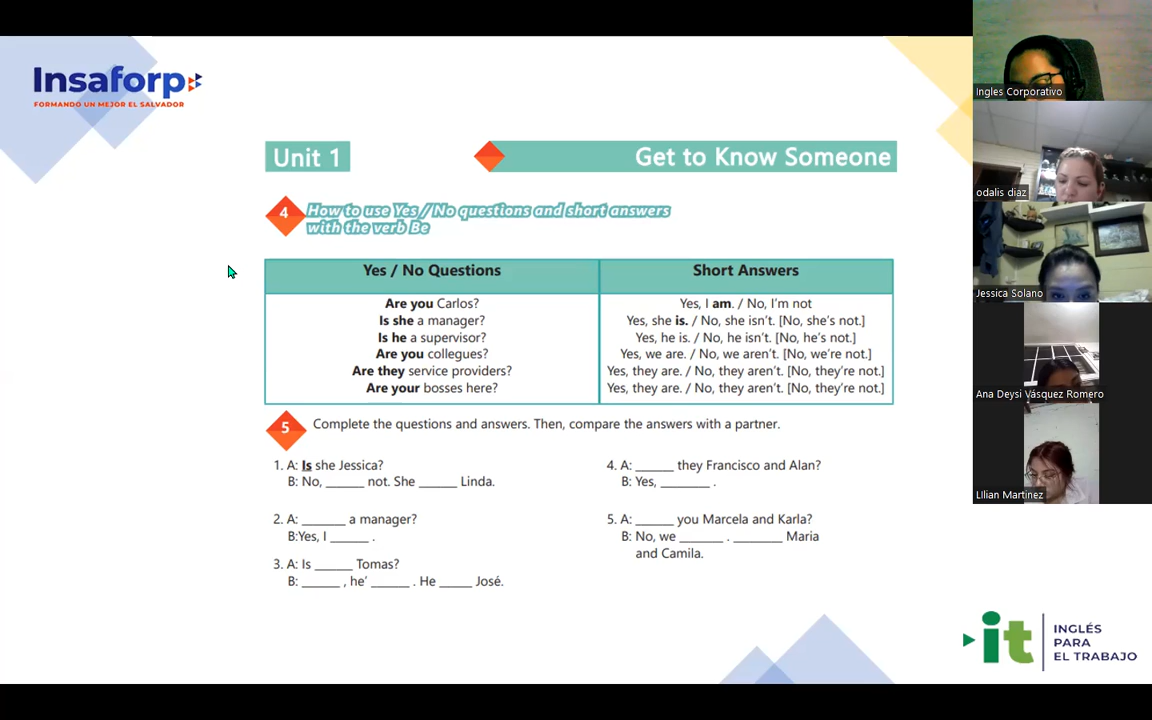 Insaforp
FORMANDO UN MEJOR EL SALVADOR
Unit 1
Get to Know Someone
4
How to use Yes / No questions and short answers
with the verb Be
Yes / No Questions
Short Answers
Are you Carlos?
Yes, I am. / No, I'm not
Is she a manager?
Yes, she is. / No, she isn't. [No, she's not.]
Is he a supervisor?
Yes, he is. / No, he isn't. [No, he's not.]
Are you collegues?
Yes, we are. / No, we aren't. [No, we're not.]
Are they service providers?
Yes, they are. / No, they aren't. [No, they're not.]
Are your bosses here?
Yes, they are. / No, they aren't. [No, they're not.]
5
Complete the questions and answers. Then, compare the answers with a partner.
1. A: Is she Jessica?
B: No, ______ not. She ______ Linda.
2. A: _______ a manager?
B:Yes, I ______ .
3. A: Is ______ Tomas?
B: ______ , he' ______ . He _____ José.
4. A: ______ they Francisco and Alan?
B: Yes, ________ .
5. A: ______ you Marcela and Karla?
B: No, we _______ . ________ Maria
and Camila.
it
INGLÉS
PARA
EL TRABAJO
Ingles Corporativo
odalis diaz
Jessica Solano
Ana Deysi Vásquez Romero
LIlian Martinez